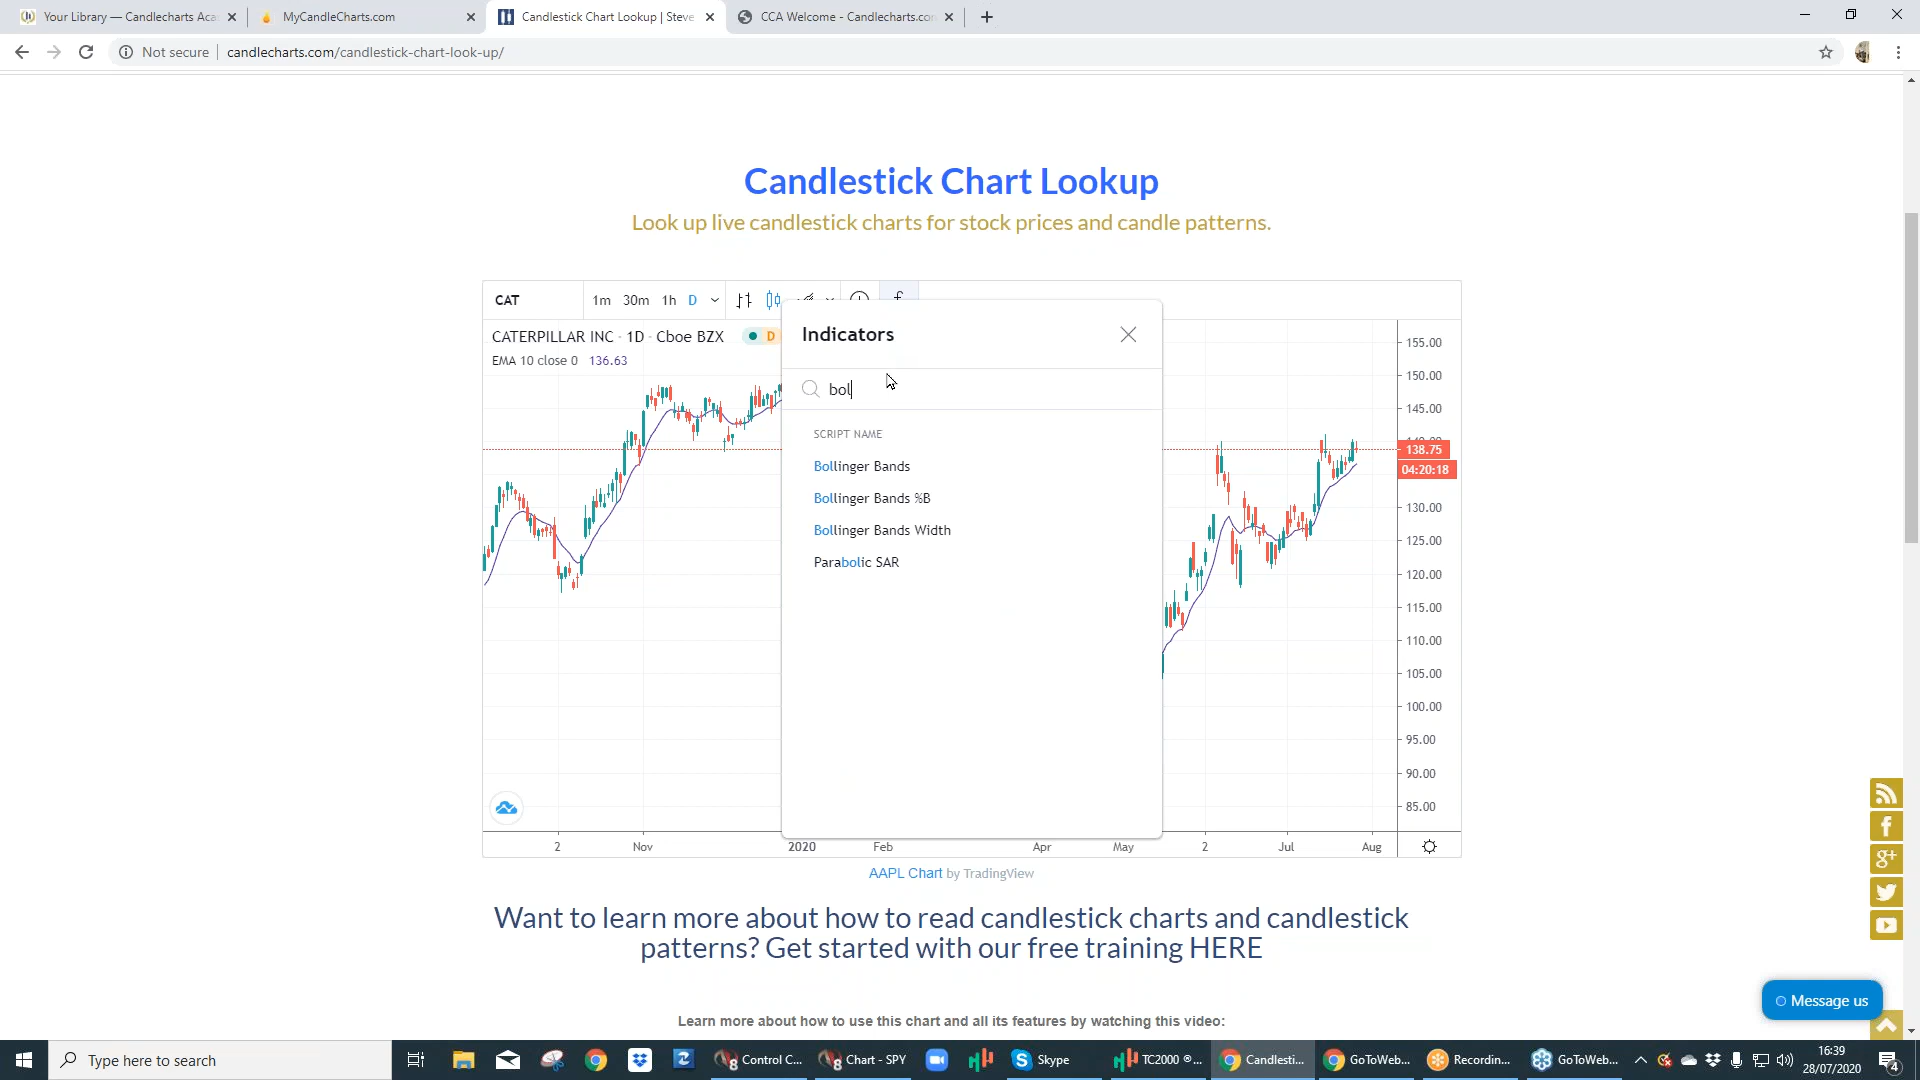 Your Library — Candlecharts Aca
MyCandleCharts.com
Candlestick Chart Lookup | Steve
CCA Welcome - Candlecharts.com
Not secure
candlecharts.com/candlestick-chart-look-up/
Candlestick Chart Lookup
Look up live candlestick charts for stock prices and candle patterns.
CAT
1m 30m 1h D
CATERPILLAR INC · 1D · Cboe BZX
D
EMA 10 close 0 136.63
Indicators
bol
SCRIPT NAME
Bollinger Bands
Bollinger Bands %B
Bollinger Bands Width
Parabolic SAR
155.00
150.00
145.00
138.75
04:20:18
130.00
125.00
120.00
115.00
110.00
105.00
100.00
95.00
90.00
85.00
2 Nov 2020 Feb Apr May 2 Jul Aug
AAPL Chart by TradingView
Want to learn more about how to read candlestick charts and candlestick
patterns? Get started with our free training HERE
Message us
Learn more about how to use this chart and all its features by watching this video:
Type here to search
Control C...
Chart - SPY
Skype
TC2000 ®...
Candlesti...
GoToWeb...
Recordin...
GoToWeb...
16:39
28/07/2020
4